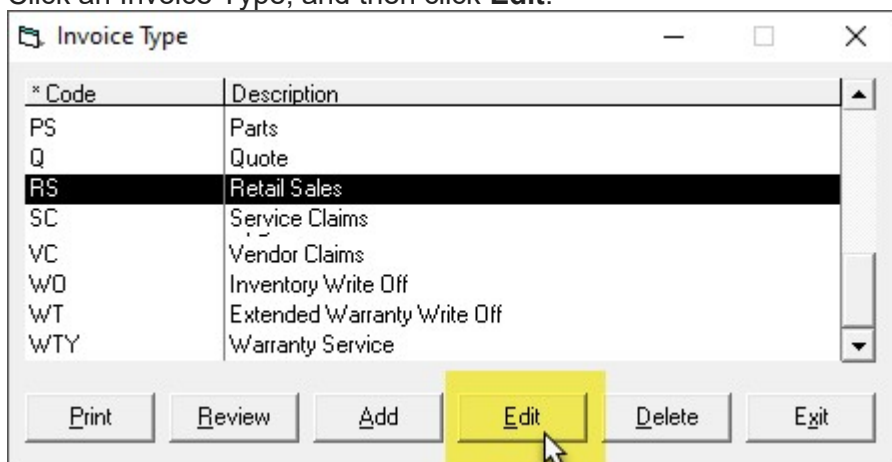 Click an Invoice Type, and then click Edit.
Invoice Type
* Code Description
PS Parts
Q Quote
RS Retail Sales
SC Service Claims
VC Vendor Claims
WO Inventory Write Off
WT Extended Warranty Write Off
WTY Warranty Service
Print Review Add Edit Delete Exit